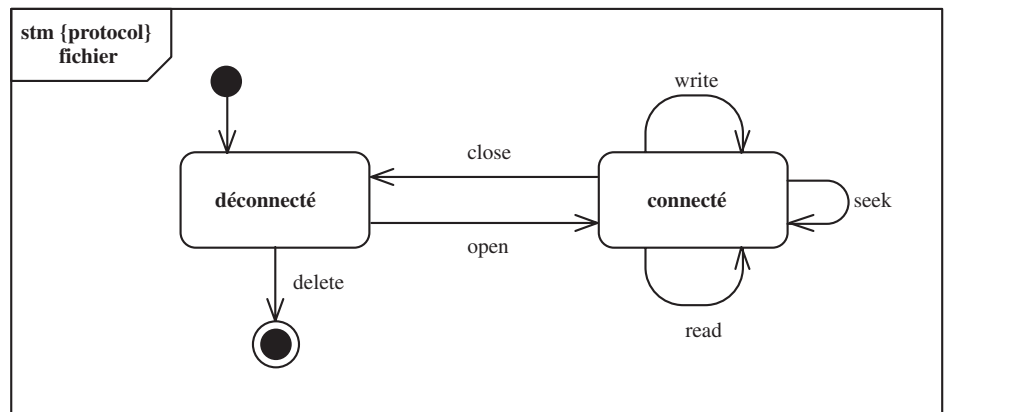 stm {protocol}
fichier
write
close
déconnecté
connecté
seek
open
delete
read